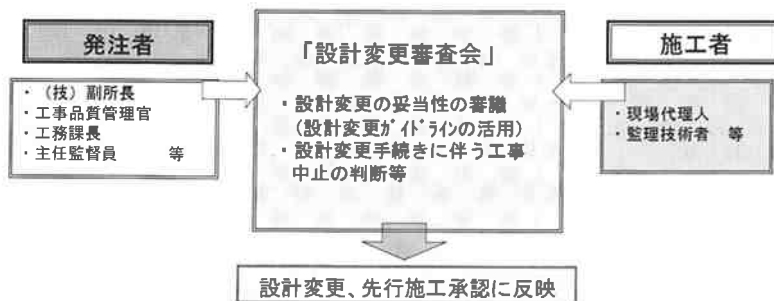 発注者
・（技）副所長
・工事品質管理官
・工務課長
・主任監督員　　等
「設計変更審査会」
・設計変更の妥当性の審議
（設計変更ｶﾞｲﾄﾞﾗｲﾝの活用）
・設計変更手続きに伴う工事
中止の判断等
施工者
・現場代理人
・監理技術者　等
設計変更、先行施工承認に反映